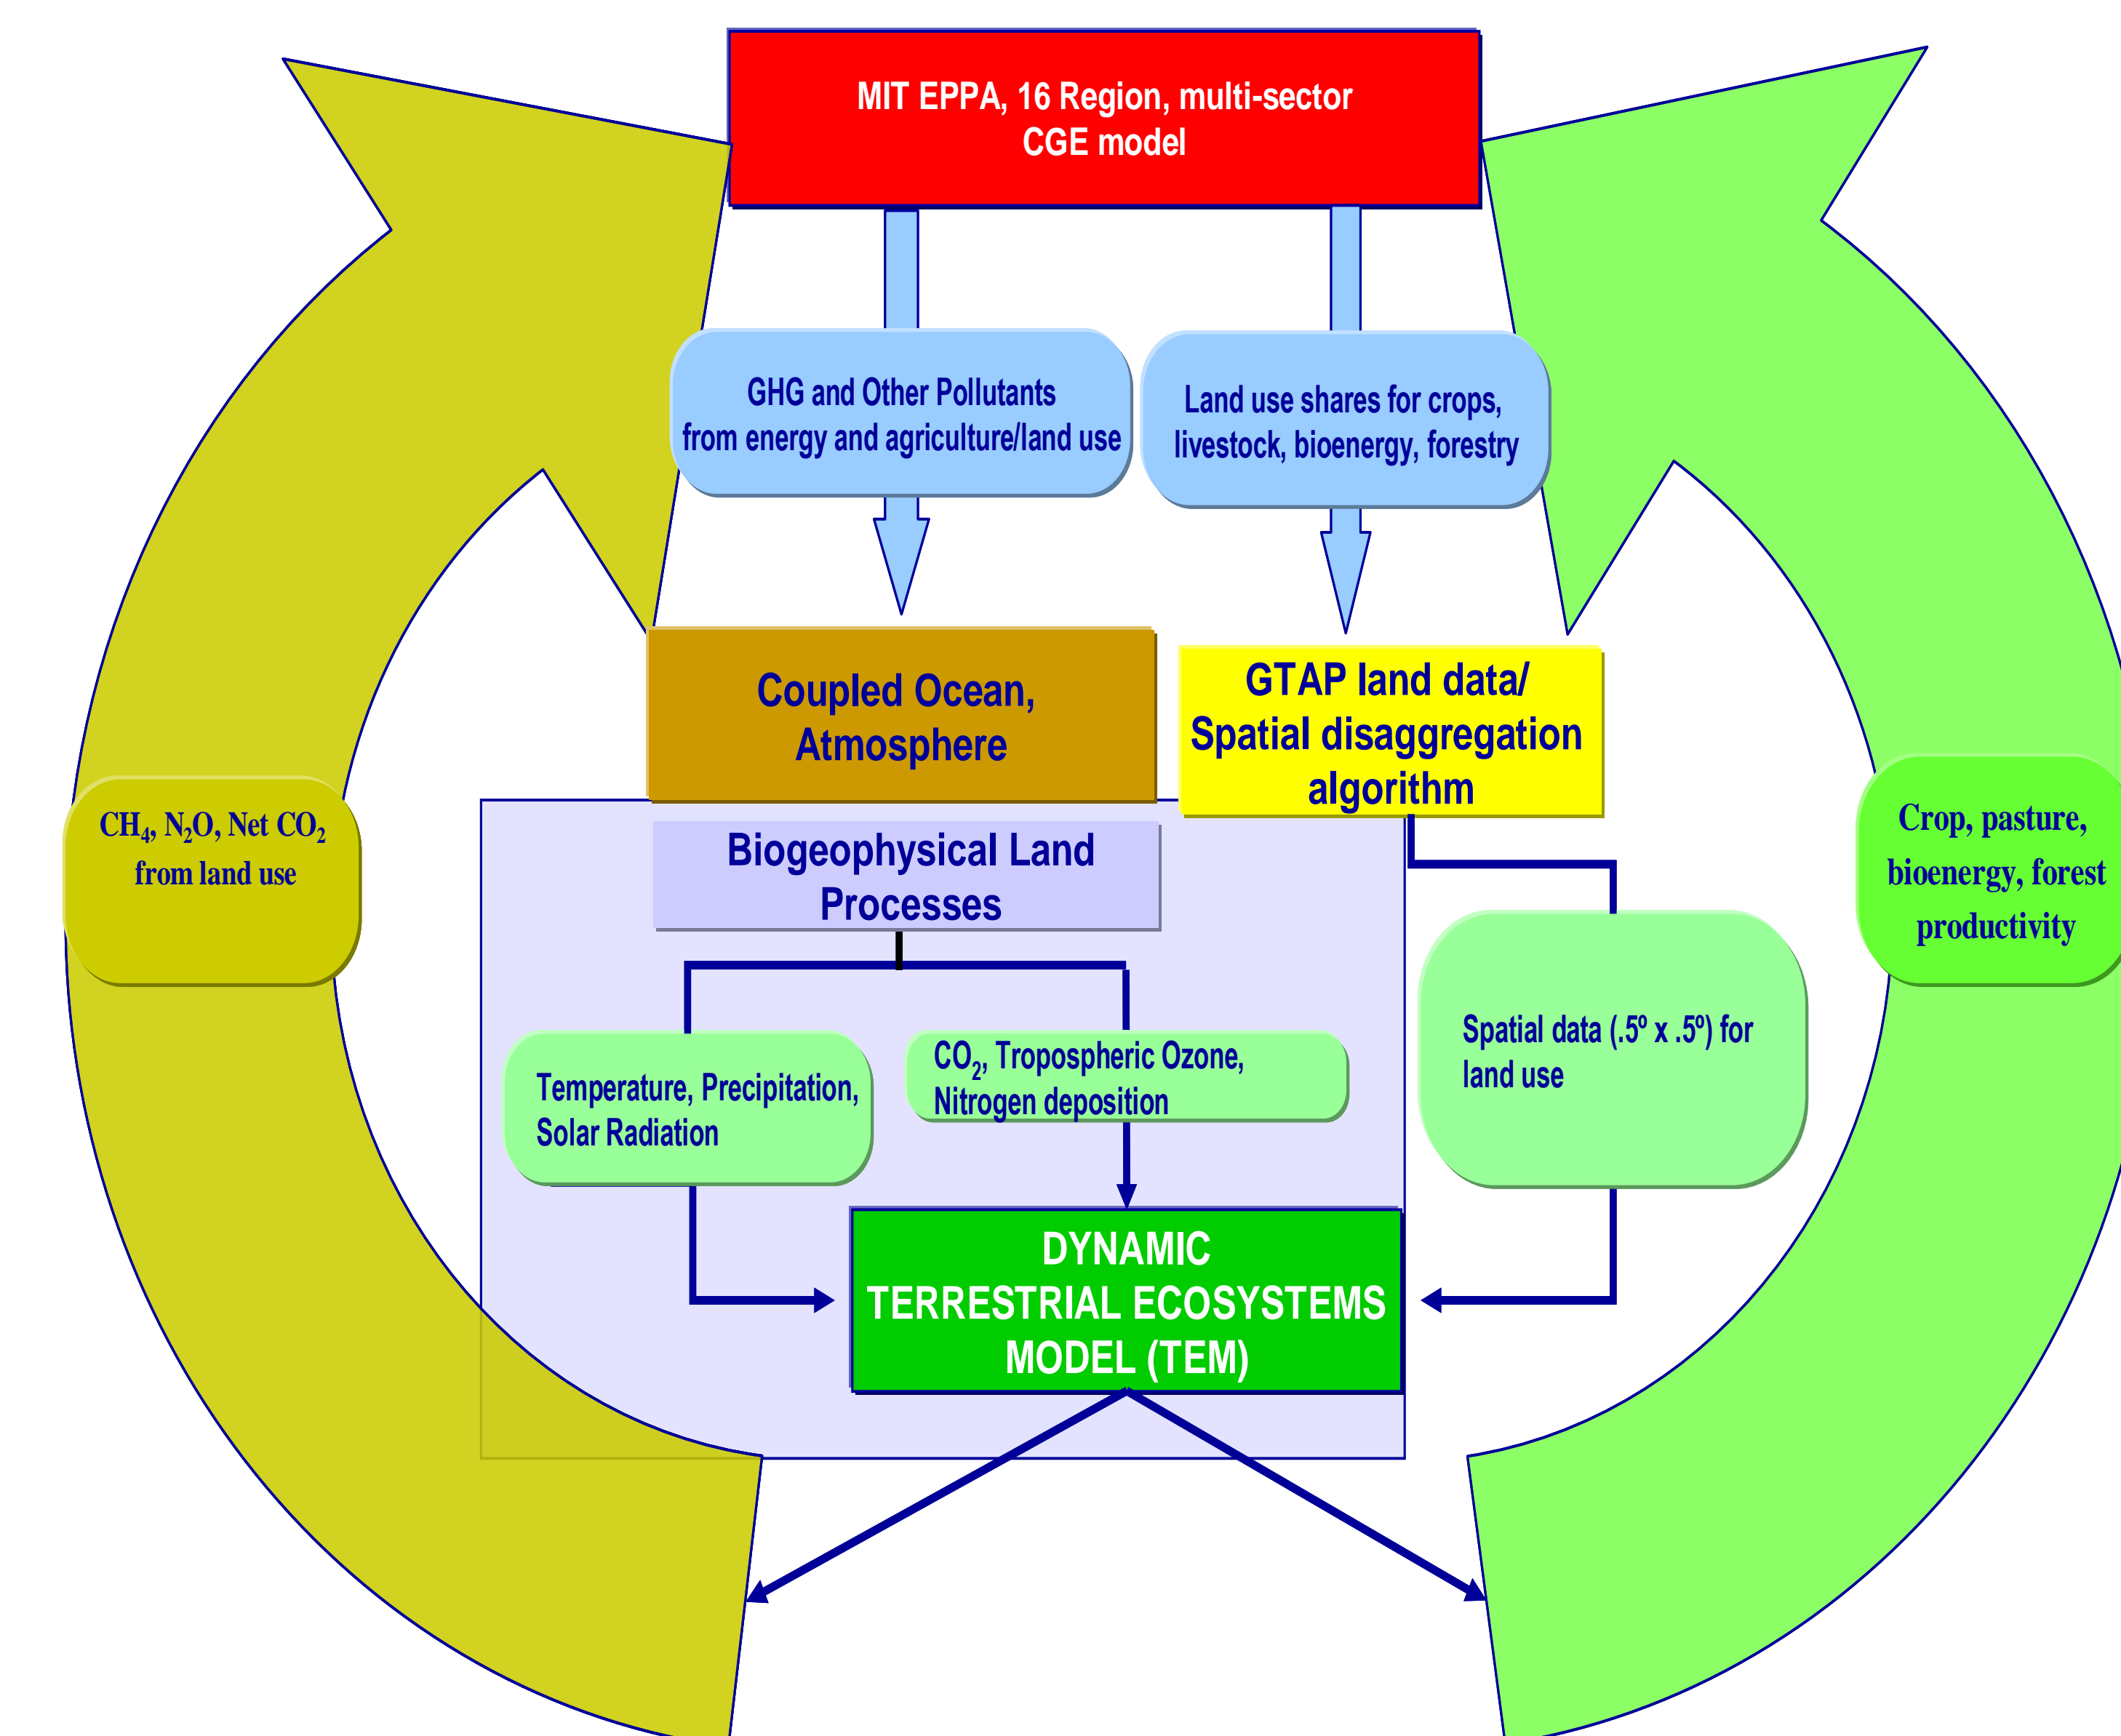 MIT EPPA, 16 Region, multi-sector
CGE model
GHG and Other Pollutants
from energy and agriculture/land use
Land use shares for crops,
livestock, bioenergy, forestry
Coupled Ocean,
Atmosphere
GTAP land data/
Spatial disaggregation
algorithm
CH₄, N₂O, Net CO₂
from land use
Biogeophysical Land
Processes
Crop, pasture,
bioenergy, forest
productivity
Temperature, Precipitation,
Solar Radiation
CO₂, Tropospheric Ozone,
Nitrogen deposition
Spatial data (.5º x .5º) for
land use
DYNAMIC
TERRESTRIAL ECOSYSTEMS
MODEL (TEM)